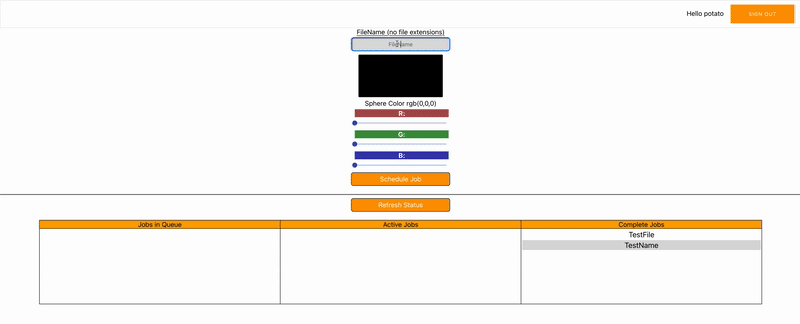 Hello potato
SIGN OUT
FileName (no file extensions)
FileName
Sphere Color rgb(0,0,0)
R:
G:
B:
Schedule Job
Refresh Status
Jobs in Queue
Active Jobs
Complete Jobs
TestFile
TestName